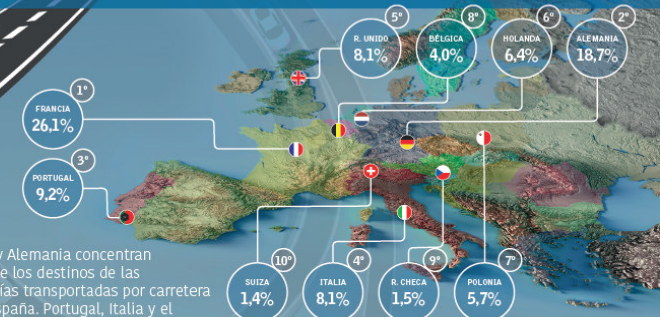 5º
R. UNIDO
8,1%
8º
BÉLGICA
4,0%
6º
HOLANDA
6,4%
2º
ALEMANIA
18,7%
1º
FRANCIA
26,1%
3º
PORTUGAL
9,2%
y Alemania concentran
e los destinos de las
ías transportadas por carretera
spaña. Portugal, Italia y el
10º
SUIZA
1,4%
4º
ITALIA
8,1%
9º
R. CHECA
1,5%
7º
POLONIA
5,7%